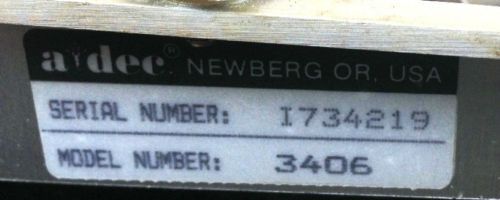 a-dec® NEWBERG OR, USA
SERIAL NUMBER: I734219
MODEL NUMBER: 3406